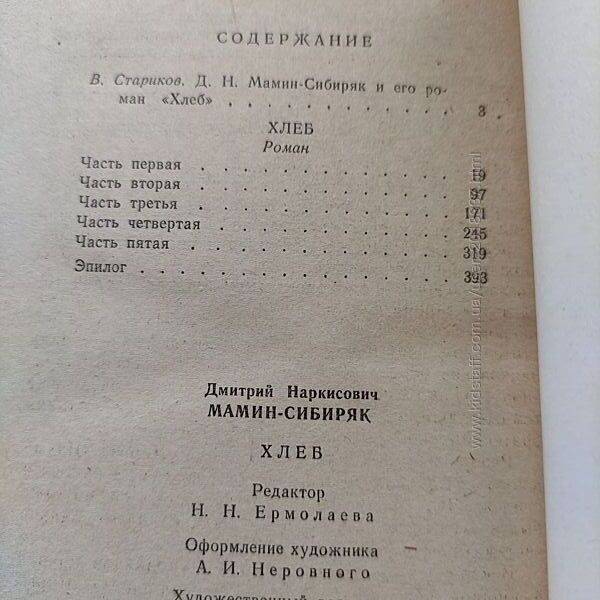 СОДЕРЖАНИЕ
В. Стариков. Д. Н. Мамин-Сибиряк и его ро-
ман «Хлеб» . . . . . . . . . . . . 3
ХЛЕБ
Роман
Часть первая . . . . . . . . . . . . 19
Часть вторая . . . . . . . . . . . . 97
Часть третья . . . . . . . . . . . . 171
Часть четвертая . . . . . . . . . . . 245
Часть пятая . . . . . . . . . . . . 319
Эпилог . . . . . . . . . . . . . . 393
Дмитрий Наркисович
МАМИН-СИБИРЯК
ХЛЕБ
Редактор
Н. Н. Ермолаева
Оформление художника
А. И. Неровного
Художественный